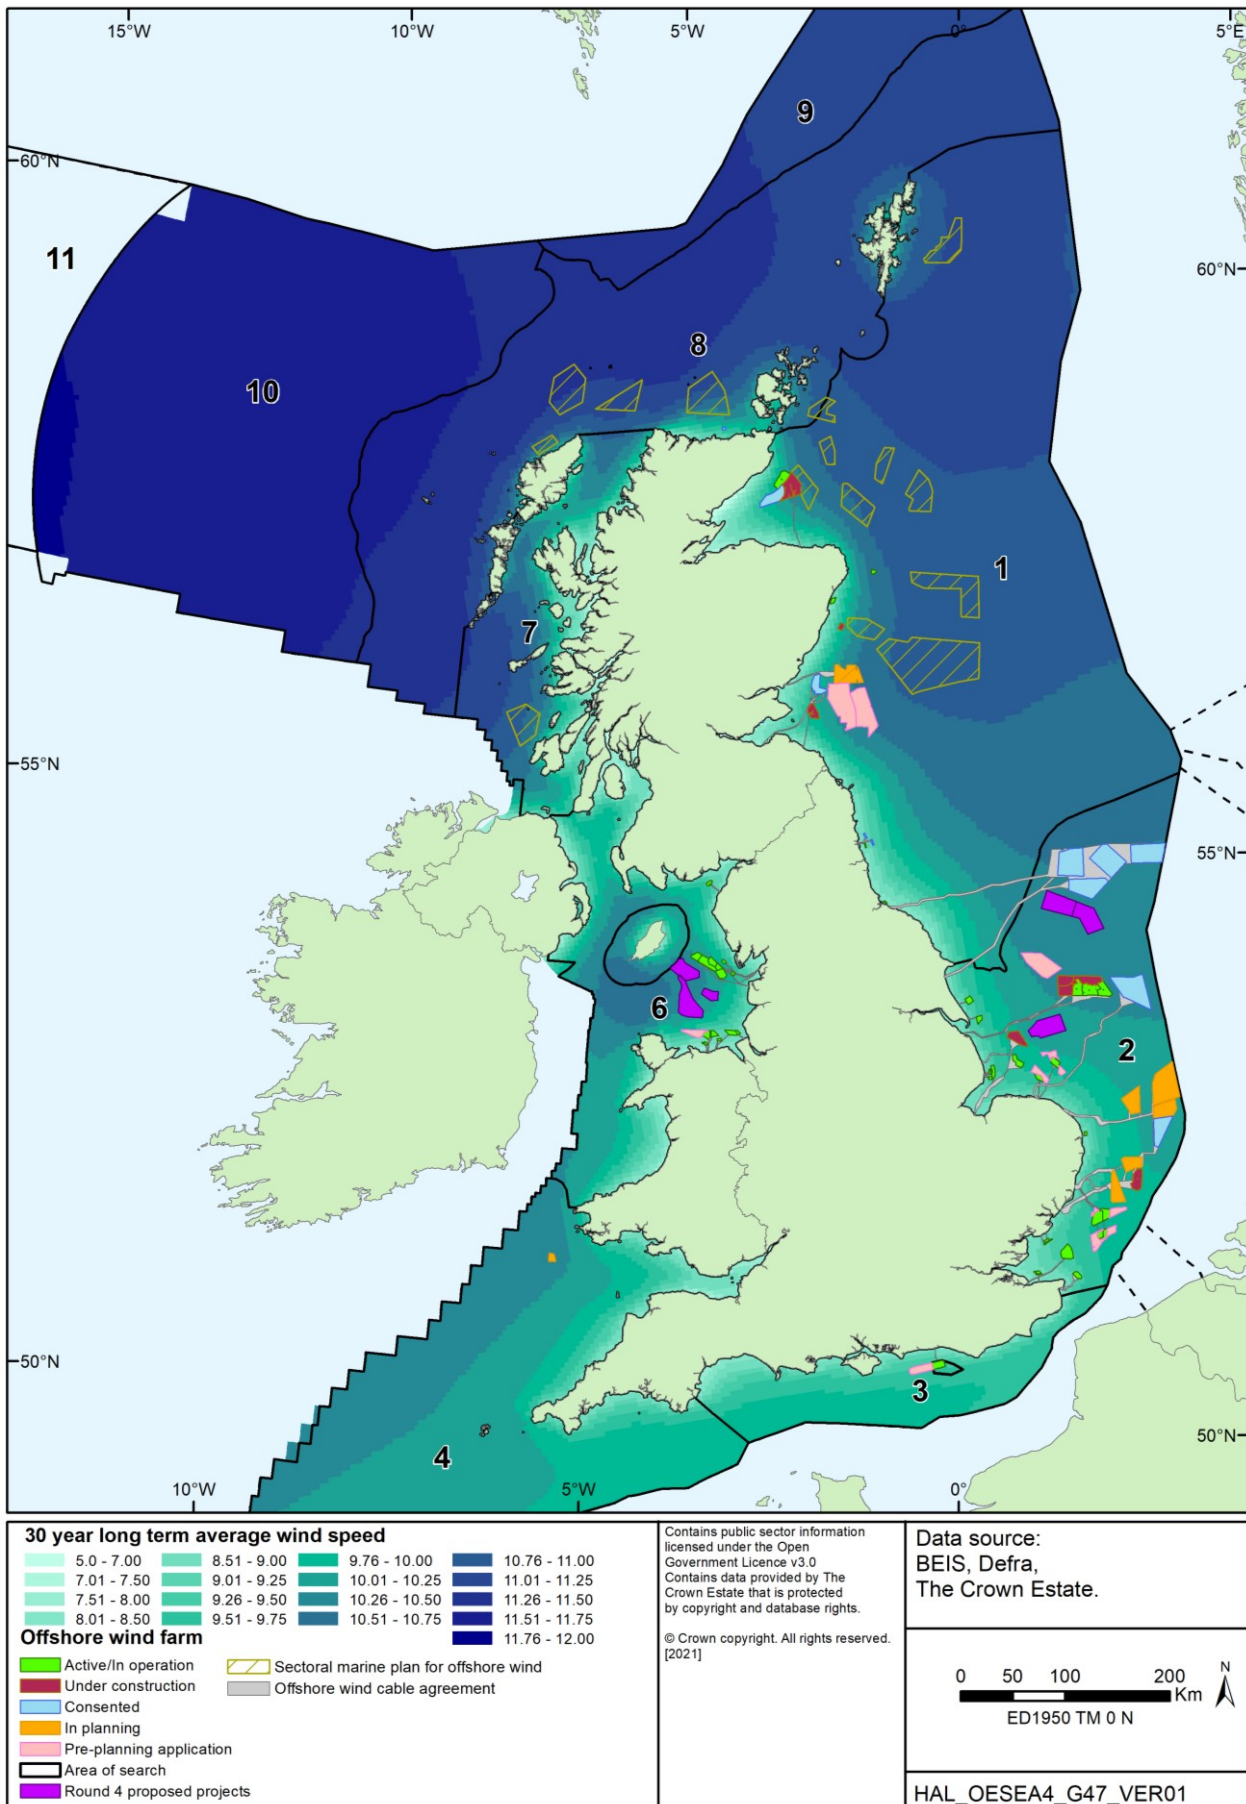 15°W 10°W 5°W 0° 5°E
9
60°N
11
60°N
8
10
1
7
55°N
55°N
6
2
50°N
3
4
50°N
10°W 5°W 0°
30 year long term average wind speed
5.0 - 7.00 8.51 - 9.00 9.76 - 10.00 10.76 - 11.00
7.01 - 7.50 9.01 - 9.25 10.01 - 10.25 11.01 - 11.25
7.51 - 8.00 9.26 - 9.50 10.26 - 10.50 11.26 - 11.50
8.01 - 8.50 9.51 - 9.75 10.51 - 10.75 11.51 - 11.75
11.76 - 12.00
Offshore wind farm
Active/In operation
Under construction
Consented
In planning
Pre-planning application
Area of search
Round 4 proposed projects
Sectoral marine plan for offshore wind
Offshore wind cable agreement
Contains public sector information
licensed under the Open
Government Licence v3.0
Contains data provided by The
Crown Estate that is protected
by copyright and database rights.
© Crown copyright. All rights reserved.
[2021]
Data source:
BEIS, Defra,
The Crown Estate.
0 50 100 200
Km
N
ED1950 TM 0 N
HAL_OESEA4_G47_VER01